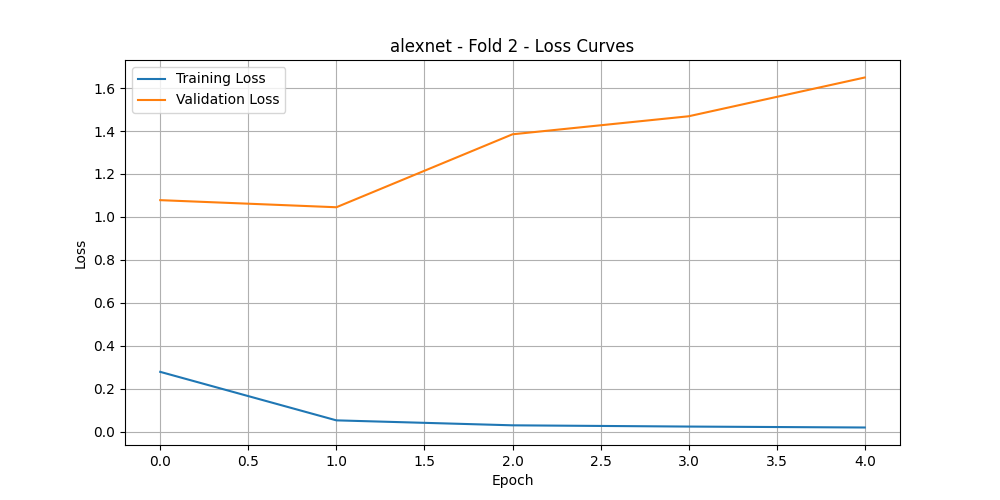 alexnet - Fold 2 - Loss Curves
Training Loss
Validation Loss
1.6
1.4
1.2
1.0
0.8
0.6
0.4
0.2
0.0
Loss
0.0 0.5 1.0 1.5 2.0 2.5 3.0 3.5 4.0
Epoch